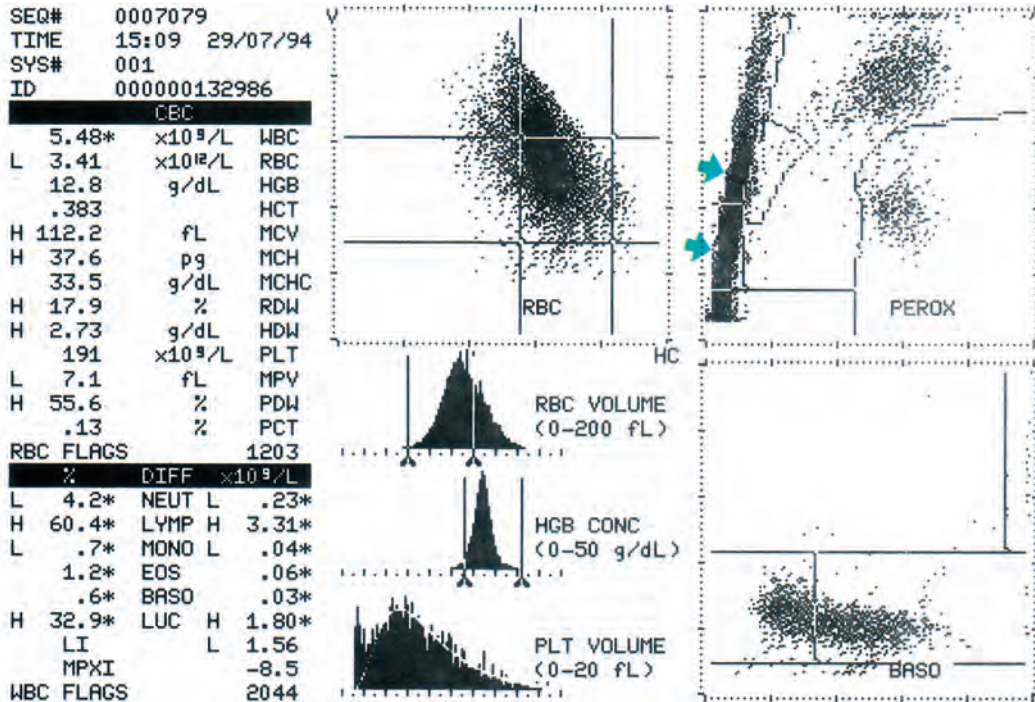 SEQ# 0007079
TIME 15:09 29/07/94
SYS# 001
ID 000000132986
CBC
5.48* x10⁹/L WBC
L 3.41 x10¹²/L RBC
12.8 g/dL HGB
.383 HCT
H 112.2 fL MCV
H 37.6 pg MCH
33.5 g/dL MCHC
H 17.9 % RDW
H 2.73 g/dL HDW
191 x10⁹/L PLT
L 7.1 fL MPV
H 55.6 % PDW
.13 % PCT
RBC FLAGS 1203
% DIFF x10⁹/L
L 4.2* NEUT L .23*
H 60.4* LYMP H 3.31*
L .7* MONO L .04*
1.2* EOS .06*
.6* BASO .03*
H 32.9* LUC H 1.80*
LI L 1.56
MPXI -8.5
WBC FLAGS 2044
V
RBC
HC
PEROX
RBC VOLUME
(0-200 fL)
HGB CONC
(0-50 g/dL)
PLT VOLUME
(0-20 fL)
BASO